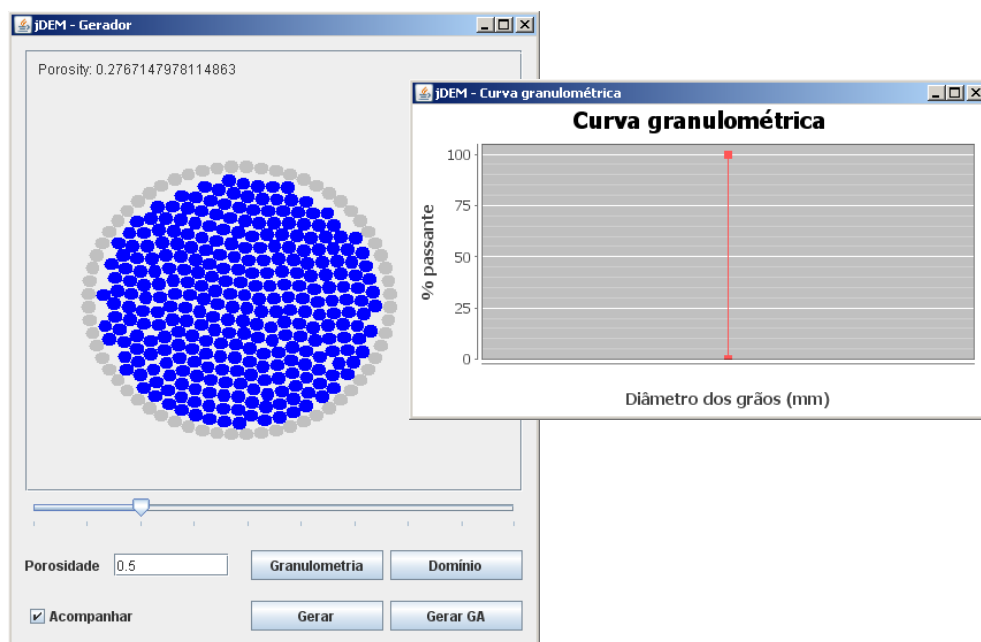 jDEM - Gerador
Porosity: 0.2767147978114863
jDEM - Curva granulométrica
Curva granulométrica
% passante
100
75
50
25
0
Diâmetro dos grãos (mm)
Porosidade 0.5 Granulometria Domínio
Acompanhar Gerar Gerar GA